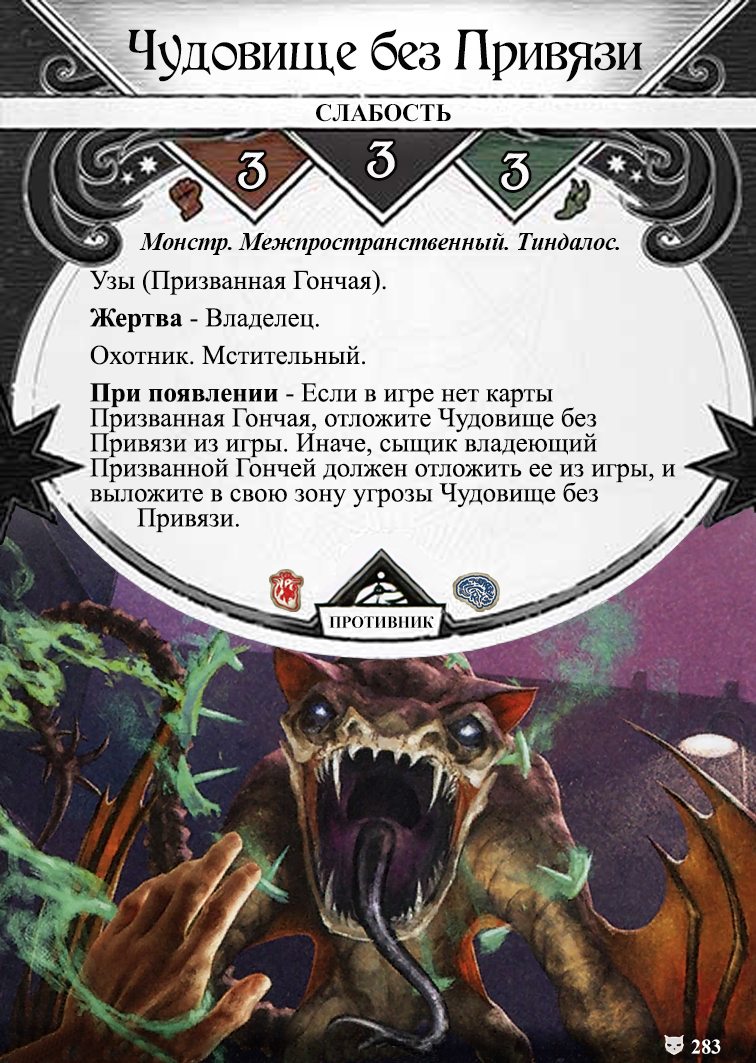 Чудовище без Привязи
СЛАБОСТЬ
3 3 3
Монстр. Межпространственный. Тиндалос.
Узы (Призванная Гончая).
Жертва - Владелец.
Охотник. Мстительный.
При появлении - Если в игре нет карты
Призванная Гончая, отложите Чудовище без
Привязи из игры. Иначе, сыщик владеющий
Призванной Гончей должен отложить ее из игры, и
выложите в свою зону угрозы Чудовище без
Привязи.
ПРОТИВНИК
283